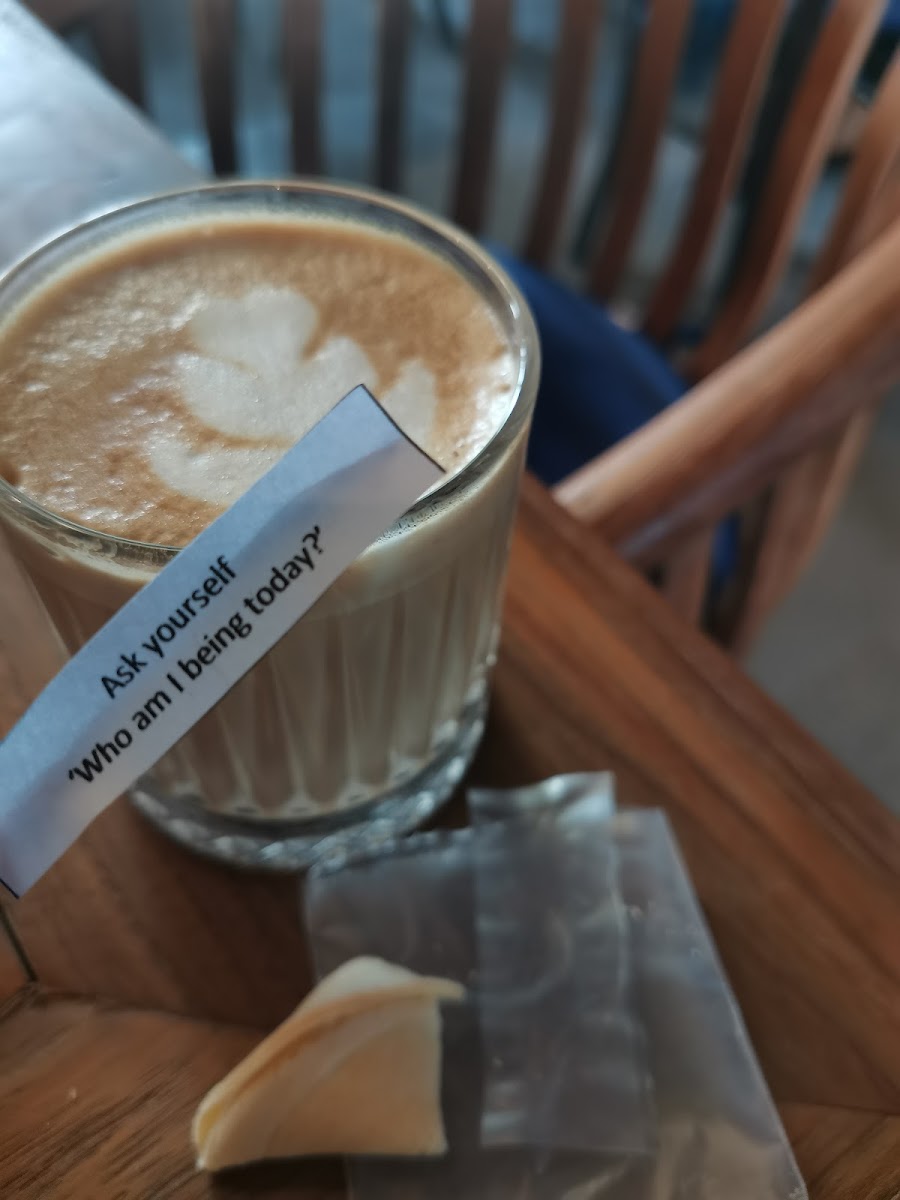 Ask yourself
‘Who am I being today?’